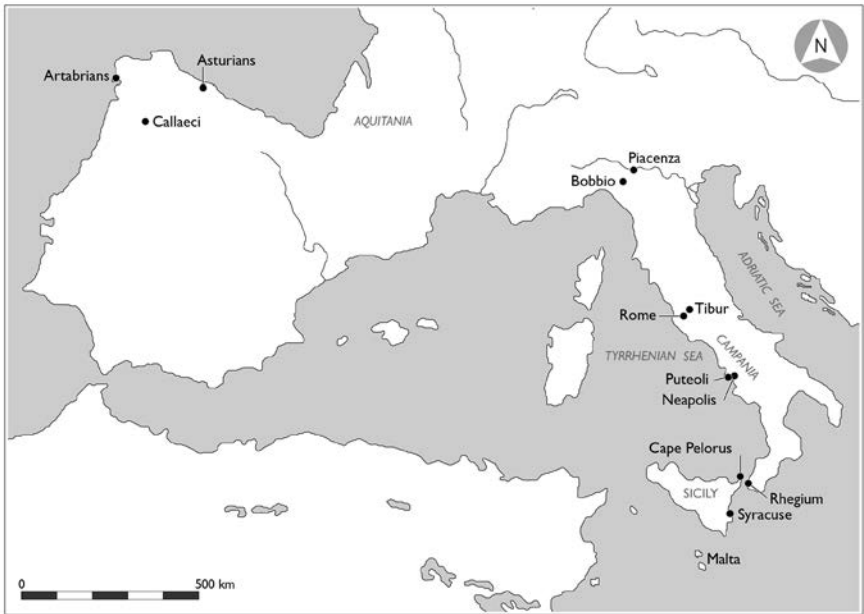 N
Asturians
Artabrians
Callaeci
AQUITANIA
Piacenza
Bobbio
ADRIATIC SEA
Tibur
Rome
TYRRHENIAN SEA
CAMPANIA
Puteoli
Neapolis
Cape Pelorus
SICILY
Rhegium
Syracuse
Malta
0 500 km